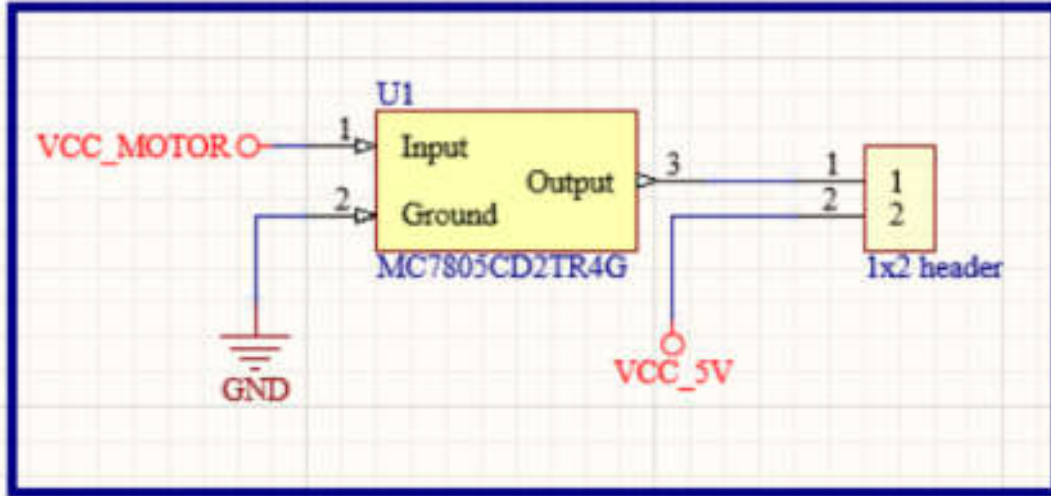 U1
VCC_MOTOR
1
Input
2
Ground
Output
3
MC7805CD2TR4G
1
1
2
2
1x2 header
GND
VCC_5V